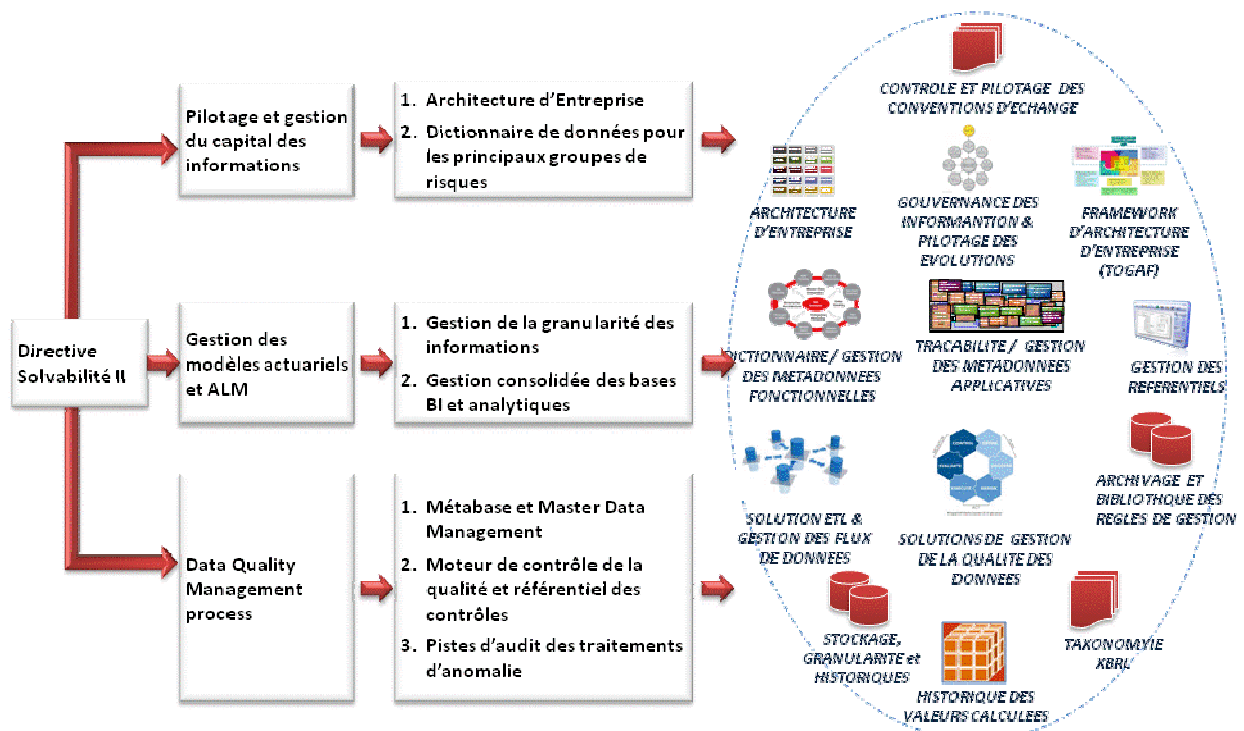 Directive
Solvabilité II
Pilotage et gestion
du capital des
informations
1. Architecture d'Entreprise
2. Dictionnaire de données pour
les principaux groupes de
risques
Gestion des
modèles actuariels
et ALM
1. Gestion de la granularité des
informations
2. Gestion consolidée des bases
BI et analytiques
Data Quality
Management
process
1. Métabase et Master Data
Management
2. Moteur de contrôle de la
qualité et référentiel des
contrôles
3. Pistes d'audit des traitements
d'anomalie
CONTROLE ET PILOTAGE DES
CONVENTIONS D'ECHANGE
ARCHITECTURE
D'ENTREPRISE
GOUVERNANCE DES
INFORMANTION &
PILOTAGE DES
EVOLUTIONS
FRAMEWORK
D'ARCHITECTURE
D'ENTREPRISE
(TOGAF)
DICTIONNAIRE / GESTION
DES METADONNEES
FONCTIONNELLES
TRACABILITE / GESTION
DES METADONNEES
APPLICATIVES
GESTION DES
REFERENTIELS
SOLUTION ETL &
GESTION DES FLUX
DE DONNEES
SOLUTIONS DE GESTION
DE LA QUALITE DES
DONNEES
ARCHIVAGE ET
BIBLIOTHQUE DES
REGLES DE GESTION
STOCKAGE,
GRANULARITE et
HISTORIQUES
HISTORIQUE DES
VALEURS CALCULEES
TAXONOMYIE
XBRL